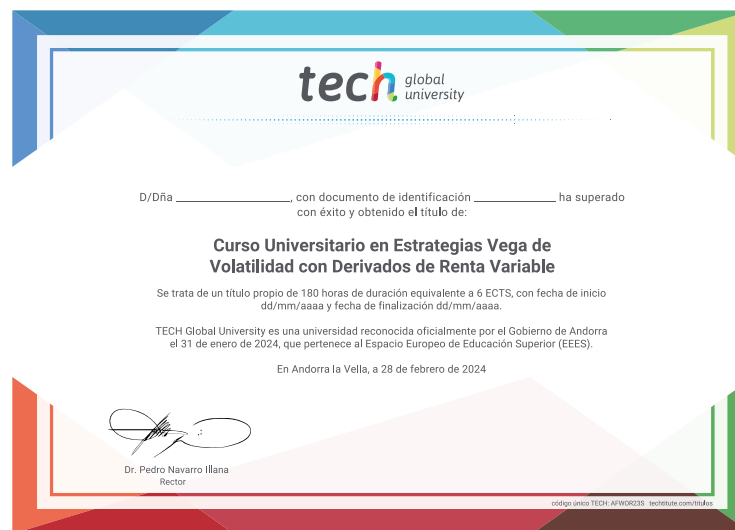 tech global
university
D/Dña ____________________, con documento de identificación ______________ ha superado
con éxito y obtenido el título de:
Curso Universitario en Estrategias Vega de
Volatilidad con Derivados de Renta Variable
Se trata de un título propio de 180 horas de duración equivalente a 6 ECTS, con fecha de inicio
dd/mm/aaaa y fecha de finalización dd/mm/aaaa.
TECH Global University es una universidad reconocida oficialmente por el Gobierno de Andorra
el 31 de enero de 2024, que pertenece al Espacio Europeo de Educación Superior (EEES).
En Andorra la Vella, a 28 de febrero de 2024
Dr. Pedro Navarro Illana
Rector
código único TECH: AFWOR23S techtitute.com/titulos